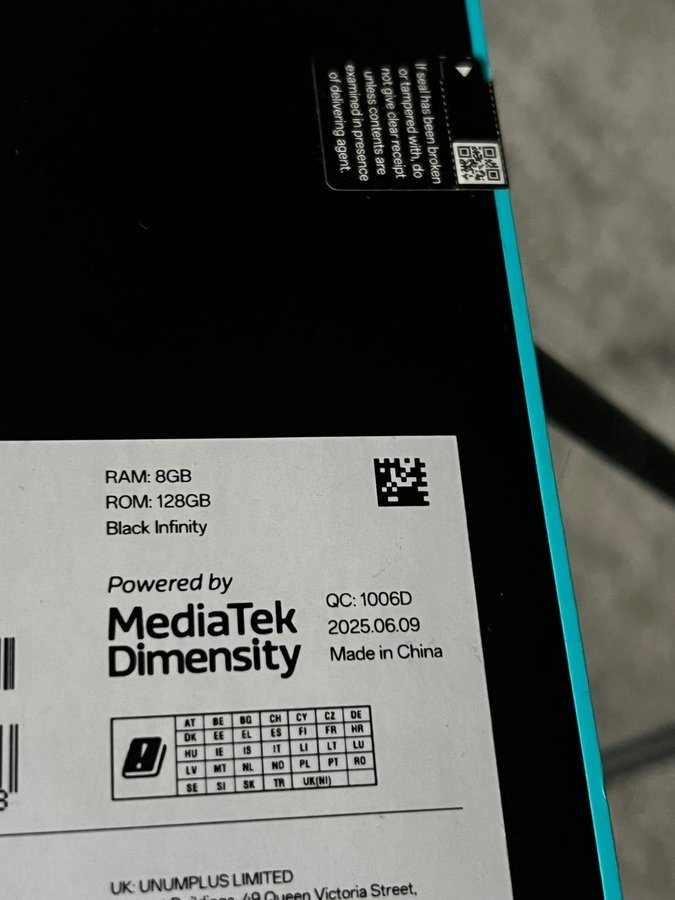 If seal has been broken
or tampered with, do
not give clear receipt
unless contents are
examined in presence
of delivering agent.
RAM: 8GB
ROM: 128GB
Black Infinity
Powered by
MediaTek
Dimensity
QC: 1006D
2025.06.09
Made in China
AT BE BG CH CY CZ DE
DK EE EL ES FI FR HR
HU IE IS IT LI LT LU
LV MT NL NO PL PT RO
SE SI SK TR UK(NI)
UK: UNUMPLUS LIMITED
Buildings, 49 Queen Victoria Street,